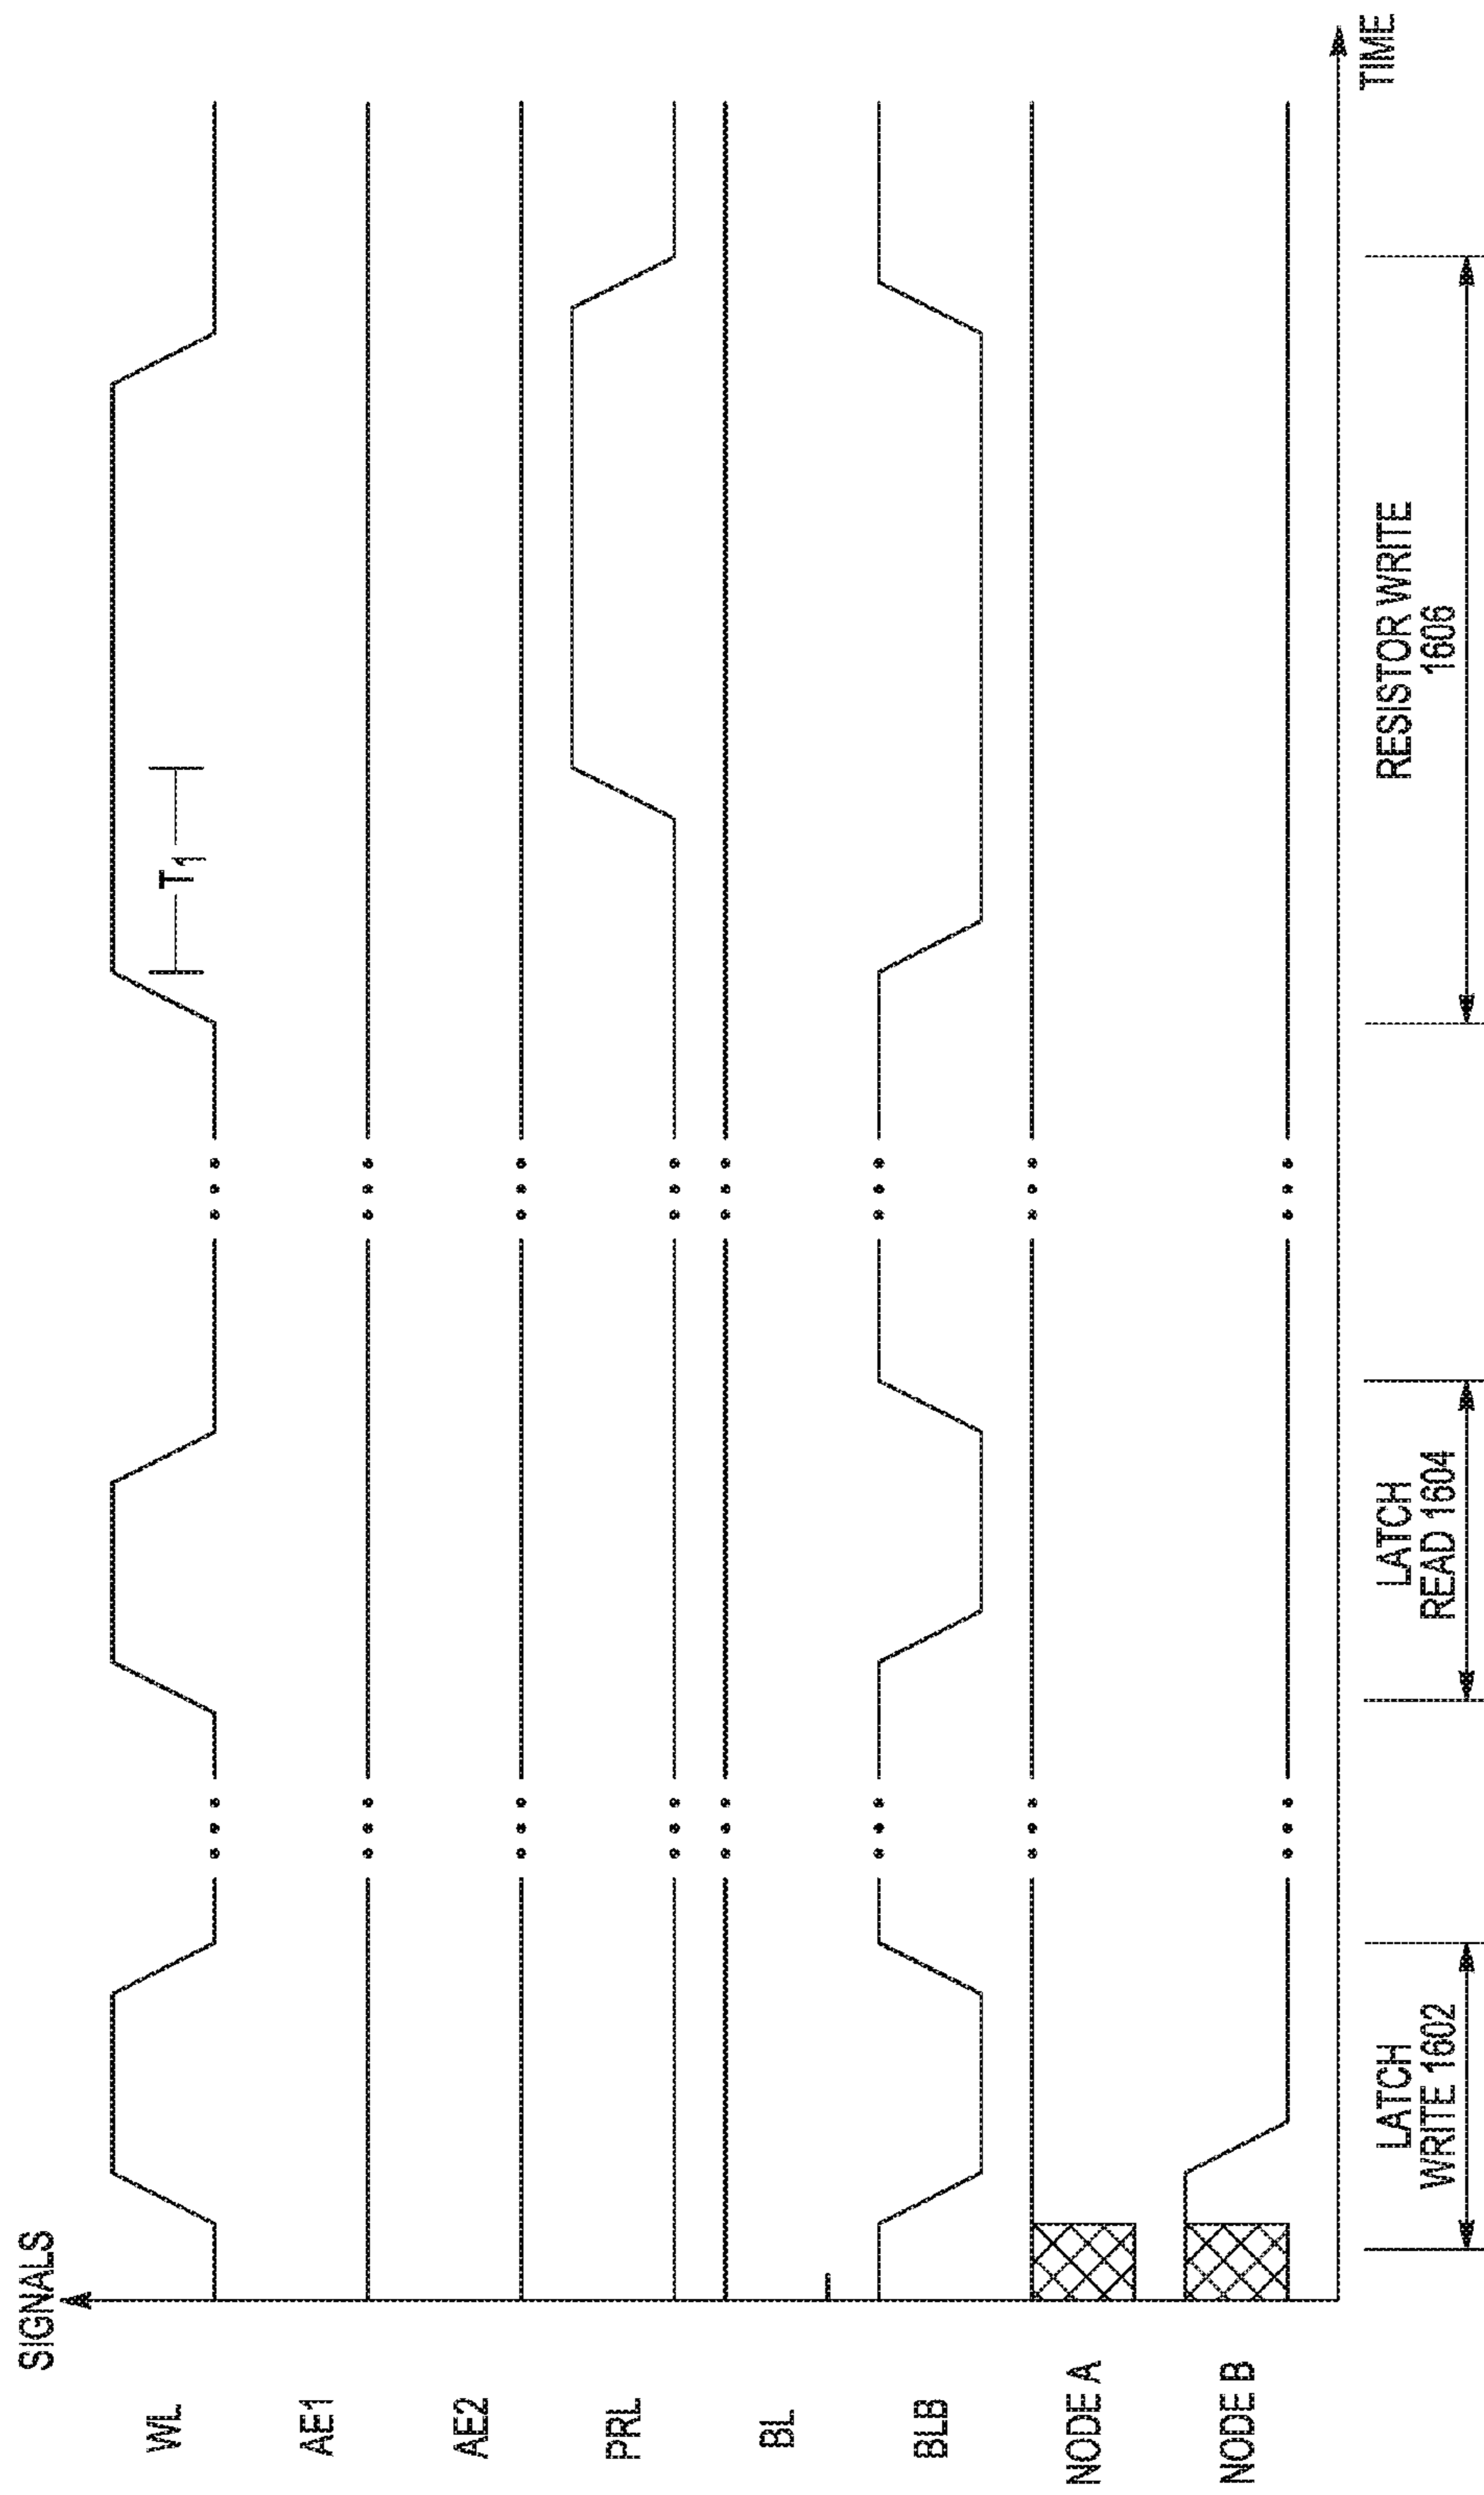 SIGNALS
WL
AE1
AE2
PRL
BL
BLB
NODE A
NODE B
T1
TIME
LATCH
WRITE 1602
LATCH
READ 1604
RESISTOR WRITE
1606